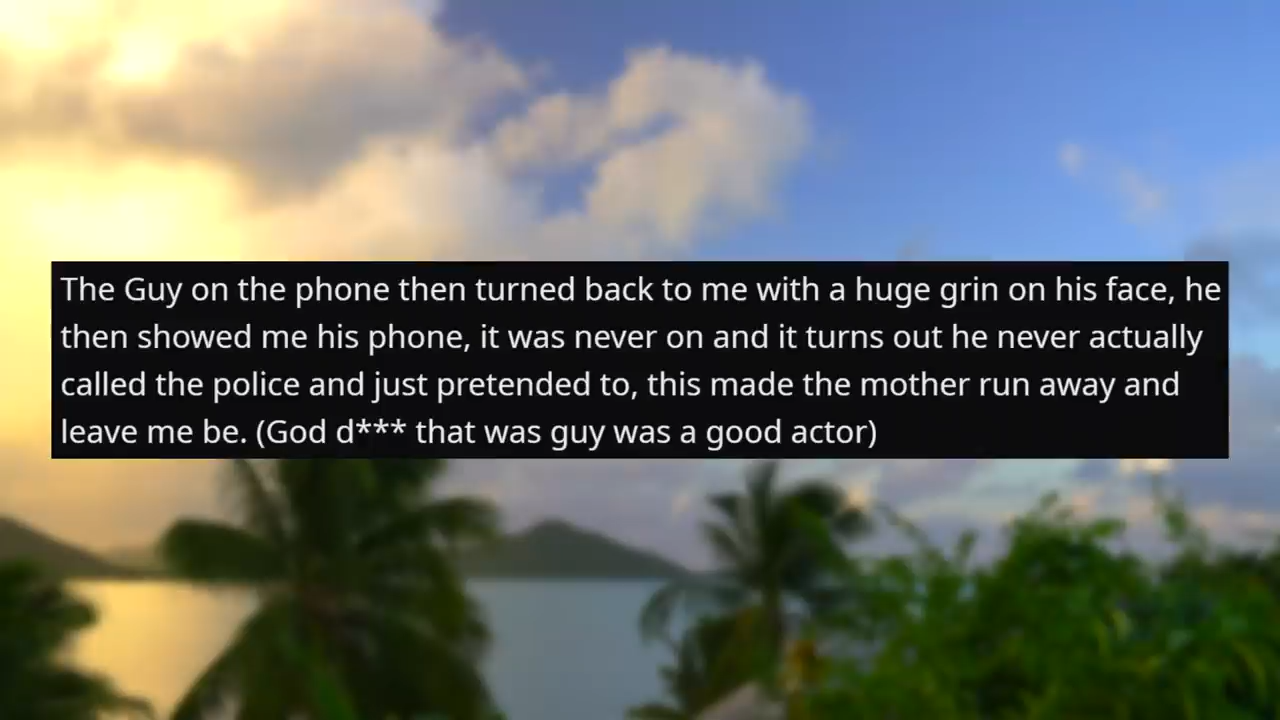 The Guy on the phone then turned back to me with a huge grin on his face, he
then showed me his phone, it was never on and it turns out he never actually
called the police and just pretended to, this made the mother run away and
leave me be. (God d*** that was guy was a good actor)